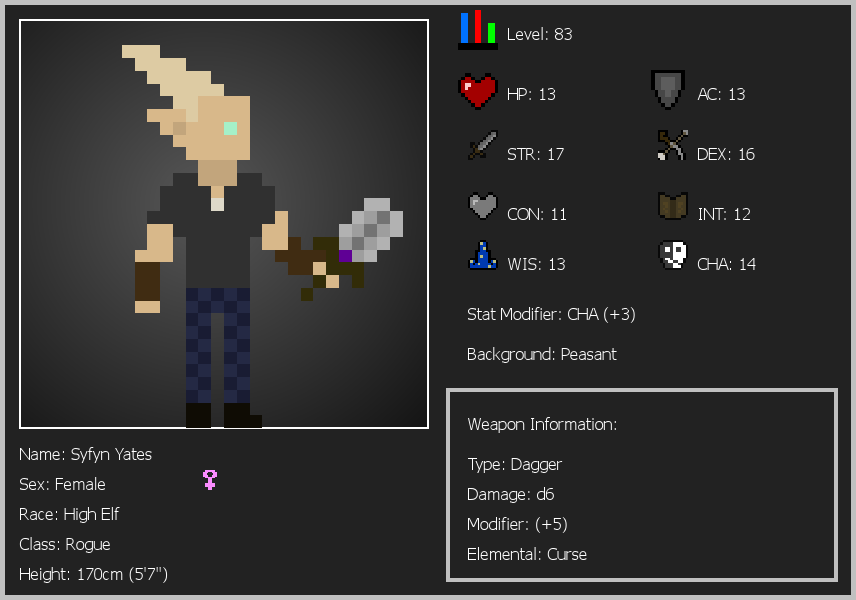 Level: 83
HP: 13
AC: 13
STR: 17
DEX: 16
CON: 11
INT: 12
WIS: 13
CHA: 14
Stat Modifier: CHA (+3)
Background: Peasant
Weapon Information:
Type: Dagger
Damage: d6
Modifier: (+5)
Elemental: Curse
Name: Syfyn Yates
Sex: Female
Race: High Elf
Class: Rogue
Height: 170cm (5'7")